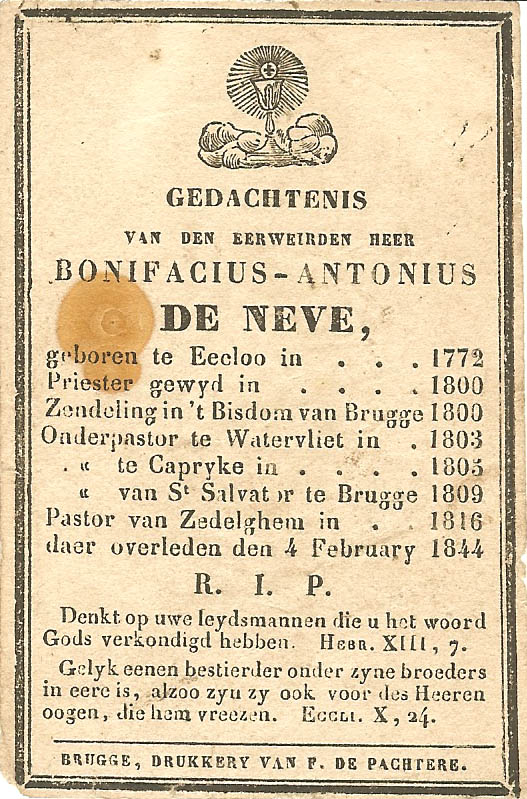 GEDACHTENIS
VAN DEN EERWEIRDEN HEER
BONIFACIUS-ANTONIUS
DE NEVE,
geboren te Eecloo in . . . 1772
Priester gewyd in . . . . 1800
Zendeling in 't Bisdom van Brugge 1800
Onderpastor te Watervliet in . 1803
. « te Capryke in . . . . 1805
« van St Salvator te Brugge 1809
Pastor van Zedelghem in . . 1816
daer overleden den 4 February 1844
R. I. P.
Denkt op uwe leydsmannen die u het woord
Gods verkondigd hebben. HEBR. XIII, 7.
Gelyk eenen bestierder onder zyne broeders
in eere is, alzoo zyn zy ook voor des Heeren
oogen, die hem vreezen. ECCLI. X, 24.
BRUGGE, DRUKKERY VAN F. DE PACHTERE.